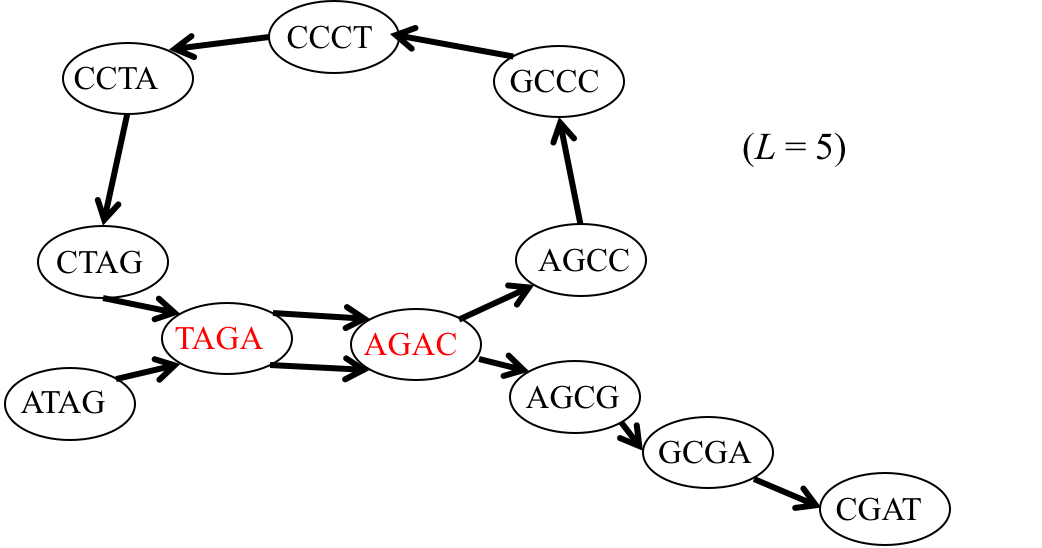 CCCT
CCTA
GCCC
(L = 5)
CTAG
AGCC
TAGA
AGAC
ATAG
AGCG
GCGA
CGAT